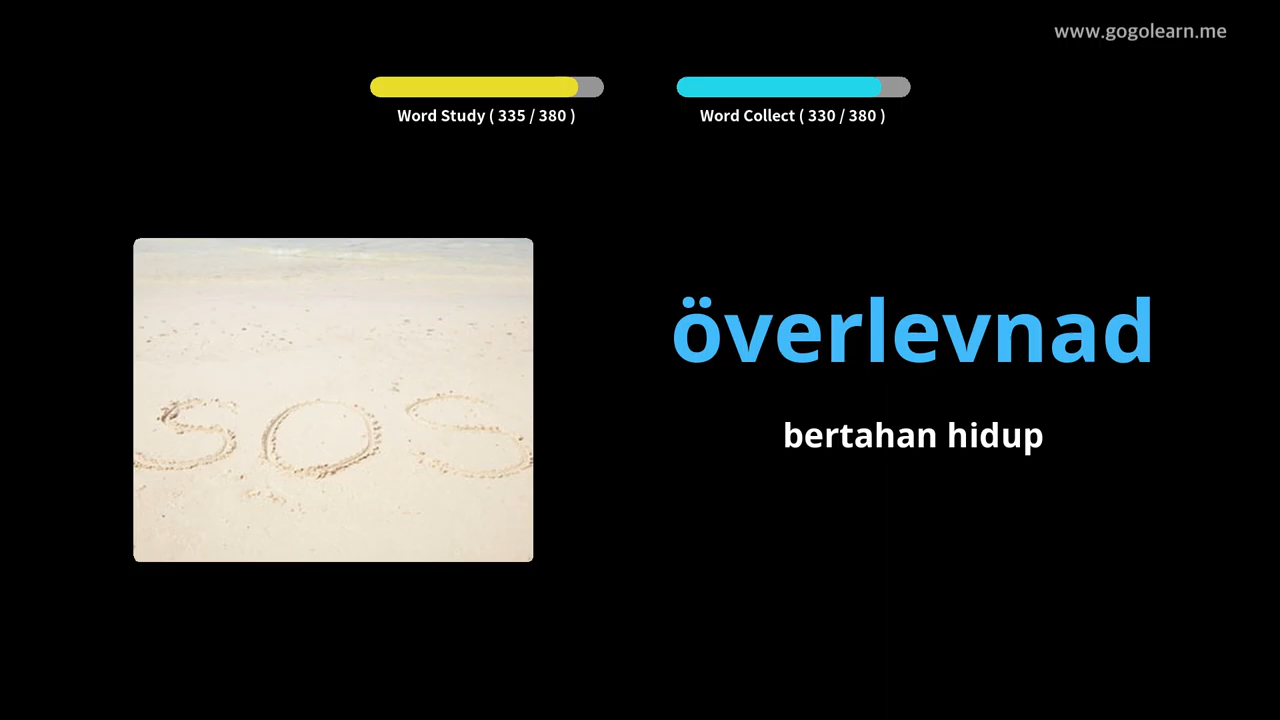 www.gogolearn.me
Word Study ( 335 / 380 )
Word Collect ( 330 / 380 )
SOS
överlevnad
bertahan hidup